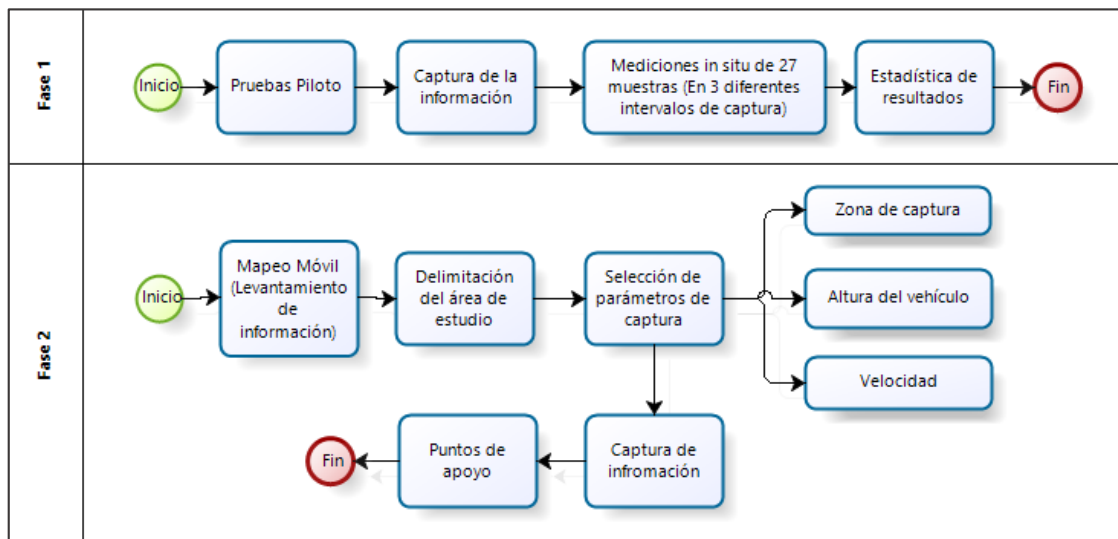 Fase 1
Inicio
Pruebas Piloto
Captura de la
información
Mediciones in situ de 27
muestras (En 3 diferentes
intervalos de captura)
Estadística de
resultados
Fin
Fase 2
Inicio
Mapeo Móvil
(Levantamiento
de
información)
Delimitación
del área de
estudio
Selección de
parámetros de
captura
Zona de captura
Altura del vehículo
Velocidad
Captura de
infromación
Puntos de
apoyo
Fin